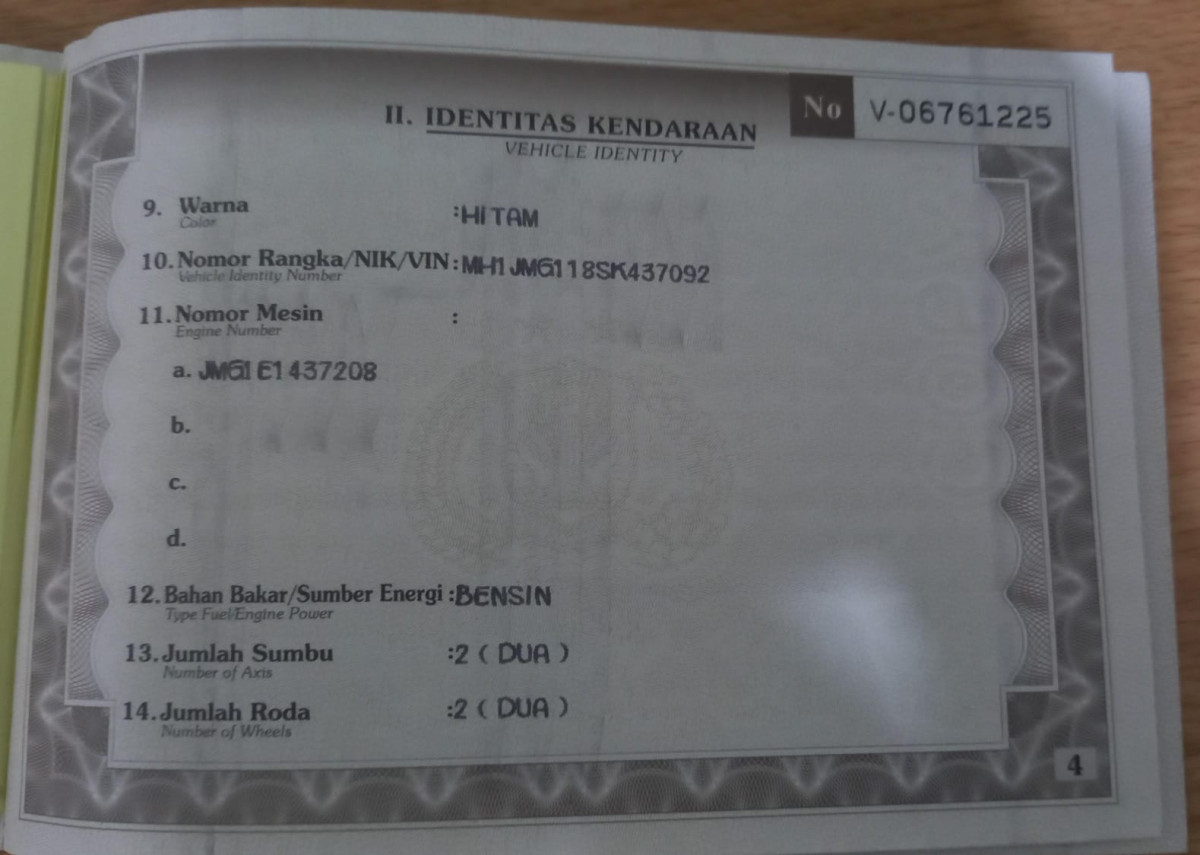 No V-06761225
II. IDENTITAS KENDARAAN
VEHICLE IDENTITY
9. Warna :HITAM
Color
10. Nomor Rangka/NIK/VIN :MH1JM6118SK437092
Vehicle Identity Number
11. Nomor Mesin :
Engine Number
a. JM61E1437208
b.
c.
d.
12. Bahan Bakar/Sumber Energi :BENSIN
Type Fuel/Engine Power
13. Jumlah Sumbu :2 ( DUA )
Number of Axis
14. Jumlah Roda :2 ( DUA )
Number of Wheels
4